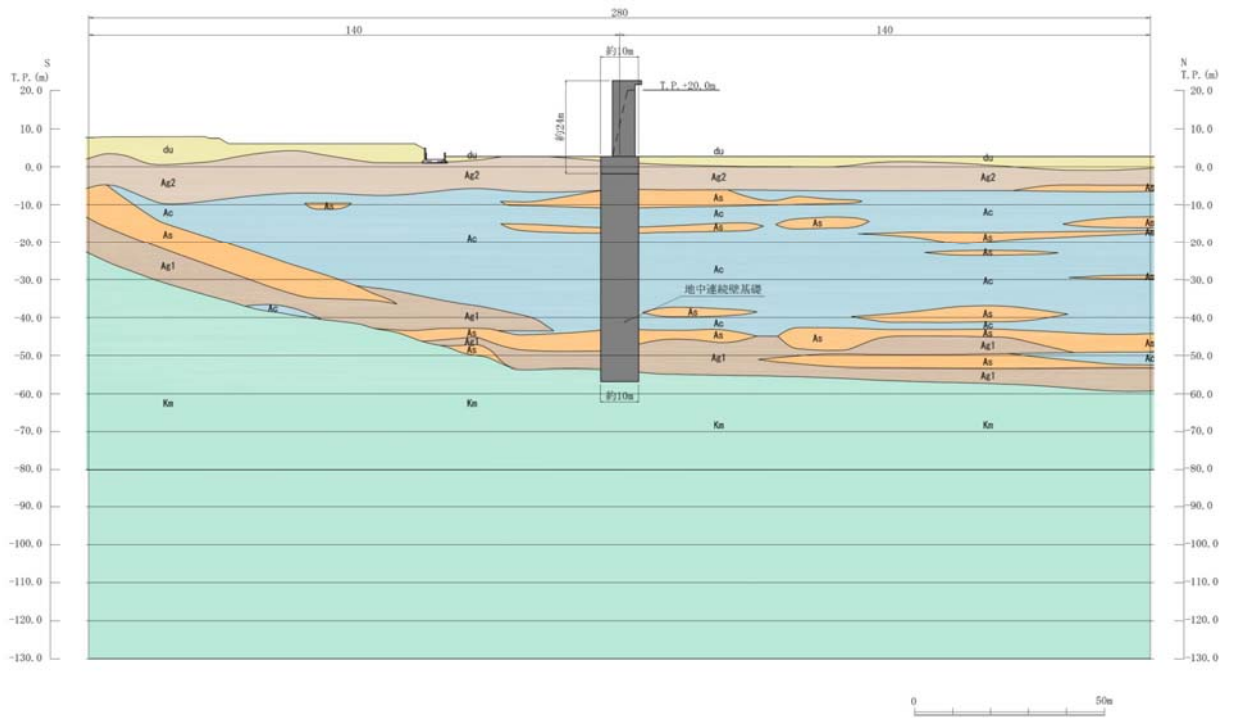 280
140
140
約10m
S
T.P.(m)
N
T.P.(m)
T.P.+20.0m
約24m
20.0
20.0
10.0
10.0
du
du
du
du
0.0
0.0
Ag2
Ag2
Ag2
Ag2
As
As
As
-10.0
-10.0
Ac
Ac
Ac
As
As
As
As
Ac
As
As
-20.0
-20.0
Ag1
Ac
Ac
-30.0
-30.0
地中連続壁基礎
Ac
As
As
Ag1
-40.0
-40.0
Ac
Ac
As
As
As
As
As
Ag1
Ag1
As
-50.0
-50.0
Ag1
As
Ac
Ag1
-60.0
-60.0
約10m
Km
Km
Km
Km
-70.0
-70.0
-80.0
-80.0
-90.0
-90.0
-100.0
-100.0
-110.0
-110.0
-120.0
-120.0
-130.0
-130.0
0
50m